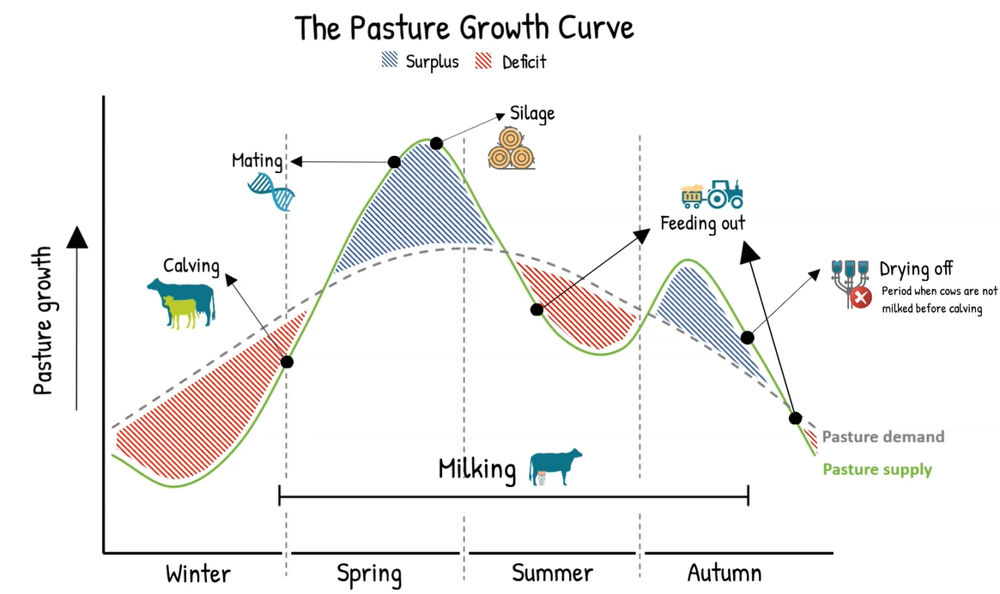 The Pasture Growth Curve
Surplus
Deficit
Silage
Mating
Feeding out
Calving
Drying off
Period when cows are not
milked before calving
Pasture growth
Pasture demand
Pasture supply
Milking
Winter
Spring
Summer
Autumn